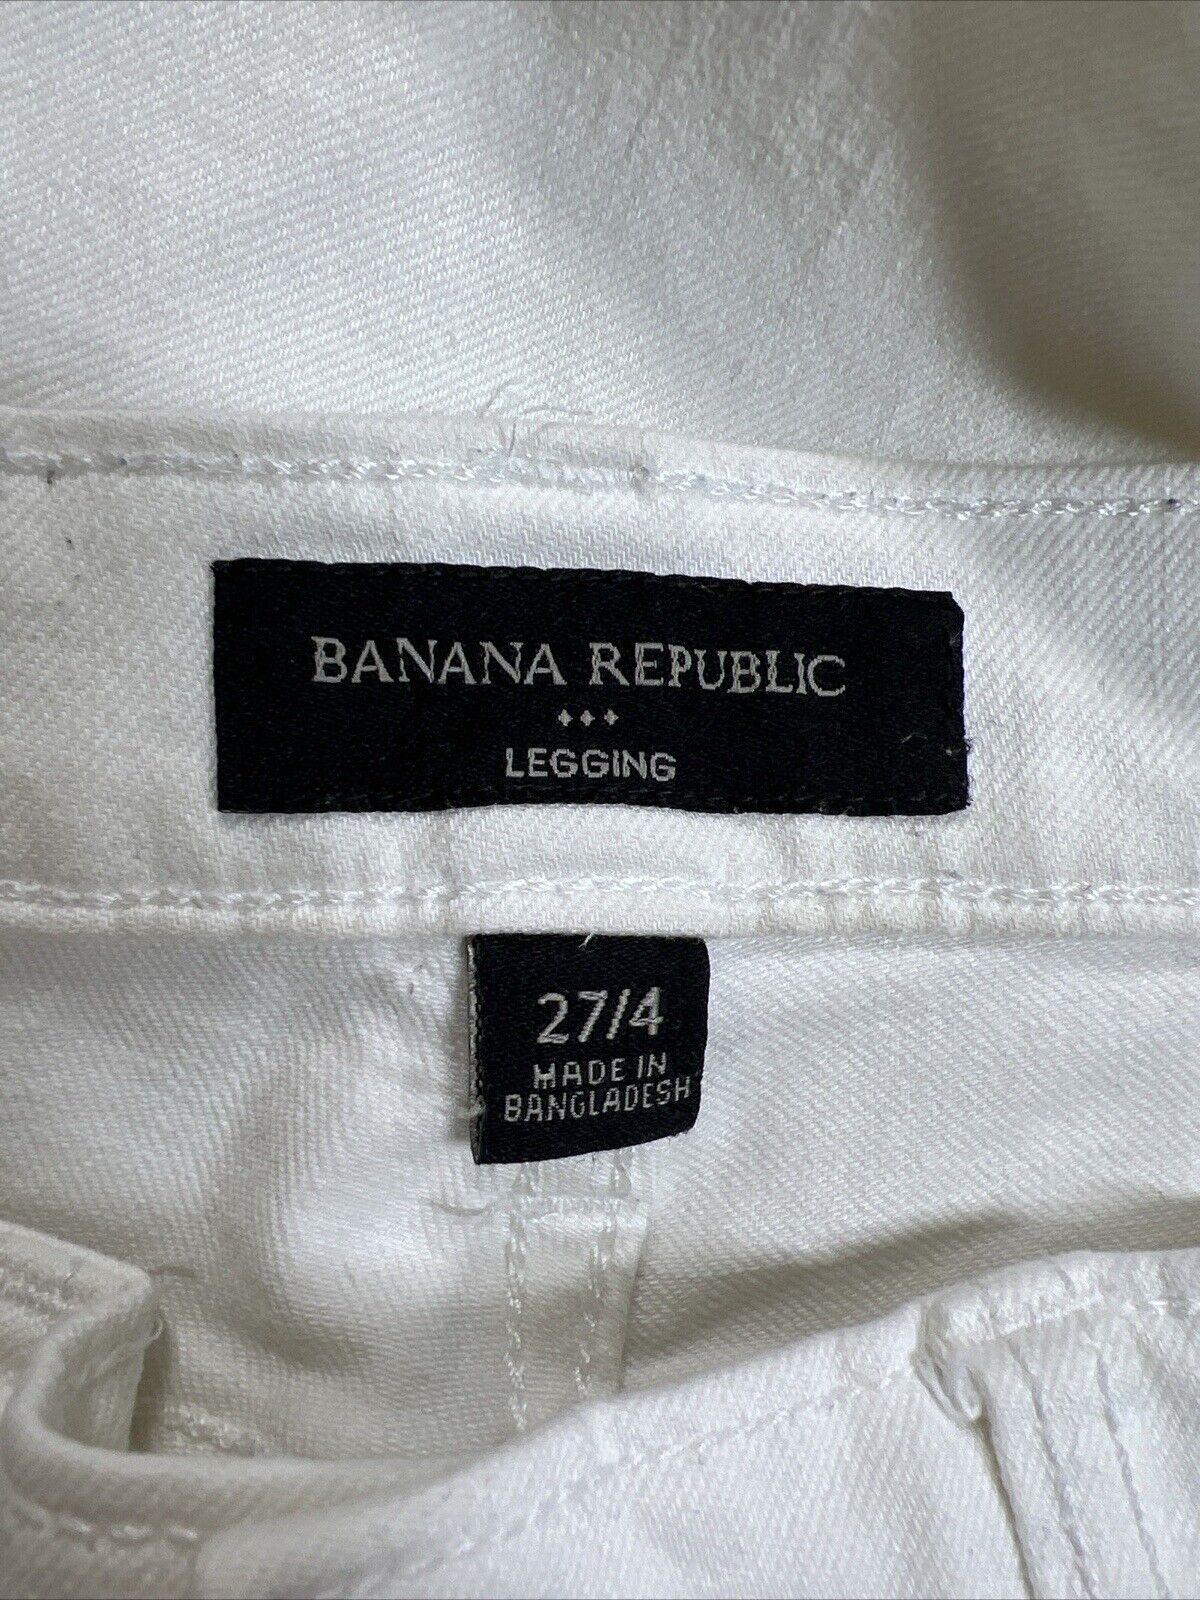 BANANA REPUBLIC
LEGGING
27/4
MADE IN
BANGLADESH